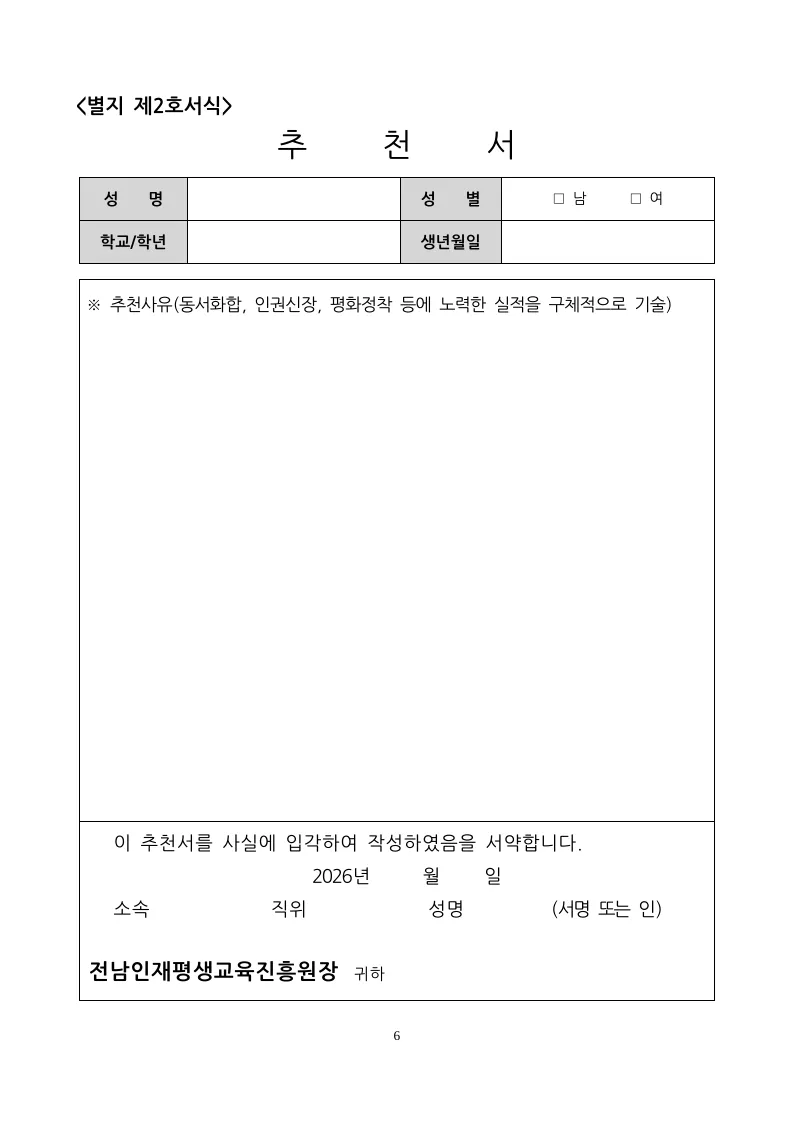 <별지 제2호서식>
추 천 서
성 명 성 별 □ 남 □ 여
학교/학년 생년월일
※ 추천사유(동서화합, 인권신장, 평화정착 등에 노력한 실적을 구체적으로 기술)
이 추천서를 사실에 입각하여 작성하였음을 서약합니다.
2026년 월 일
소속 직위 성명 (서명 또는 인)
전남인재평생교육진흥원장 귀하
6